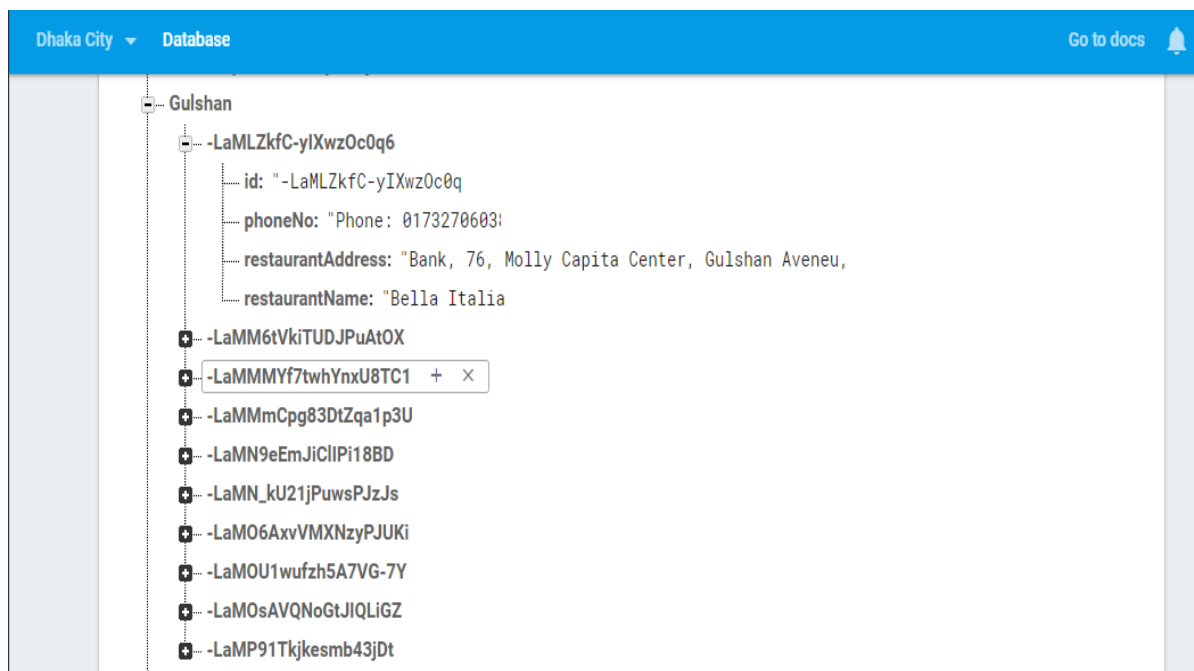 Dhaka City Database Go to docs
Gulshan
-LaMLZkfC-yIXwzOc0q6
id: "-LaMLZkfC-yIXwzOc0q
phoneNo: "Phone: 0173270603
restaurantAddress: "Bank, 76, Molly Capita Center, Gulshan Aveneu,
restaurantName: "Bella Italia
-LaMM6tVkiTUDJPuAtOX
-LaMMMYf7twhYnxU8TC1 + ×
-LaMMmCpg83DtZqa1p3U
-LaMN9eEmJiClIPi18BD
-LaMN_kU21jPuwsPJzJs
-LaMO6AxvVMXNzyPJUKi
-LaMOU1wufzh5A7VG-7Y
-LaMOsAVQNoGtJIQLiGZ
-LaMP91Tkjkesmb43jDt